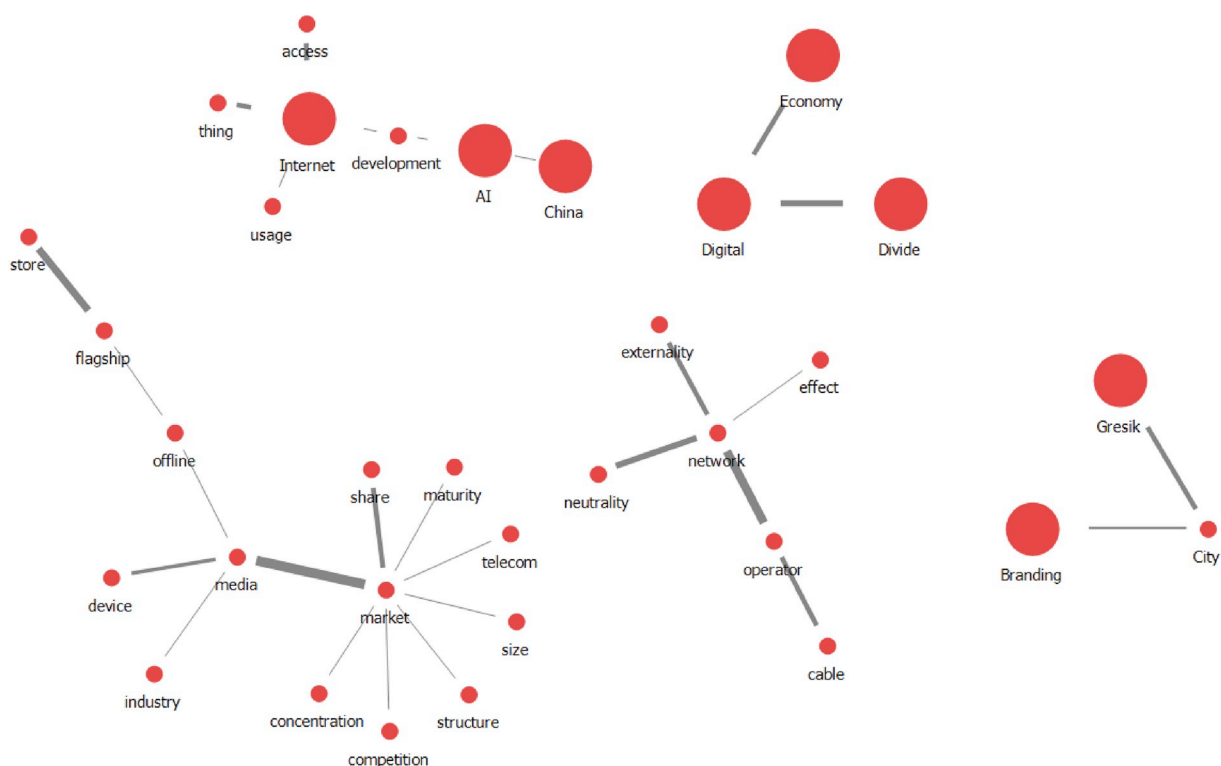 access
Economy
thing
Internet
development
AI
China
usage
Digital
Divide
store
flagship
externality
effect
Gresik
offline
network
share
maturity
neutrality
telecom
operator
Branding
City
media
device
market
size
cable
industry
concentration
structure
competition